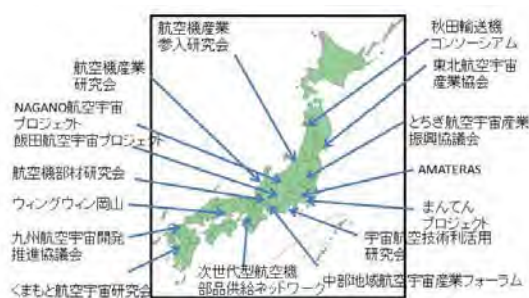 航空機産業
参入研究会
秋田輸送機
コンソーシアム
航空機産業
研究会
東北航空宇宙
産業協会
NAGANO航空宇宙
プロジェクト
飯田航空宇宙プロジェクト
とちぎ航空宇宙産業
振興協議会
航空機部材研究会
AMATERAS
ウィングウィン岡山
まんてん
プロジェクト
九州航空宇宙開発
推進協議会
宇宙航空技術利活用
研究会
くまもと航空宇宙研究会
次世代型航空機
部品供給ネットワーク
中部地域航空宇宙産業フォーラム